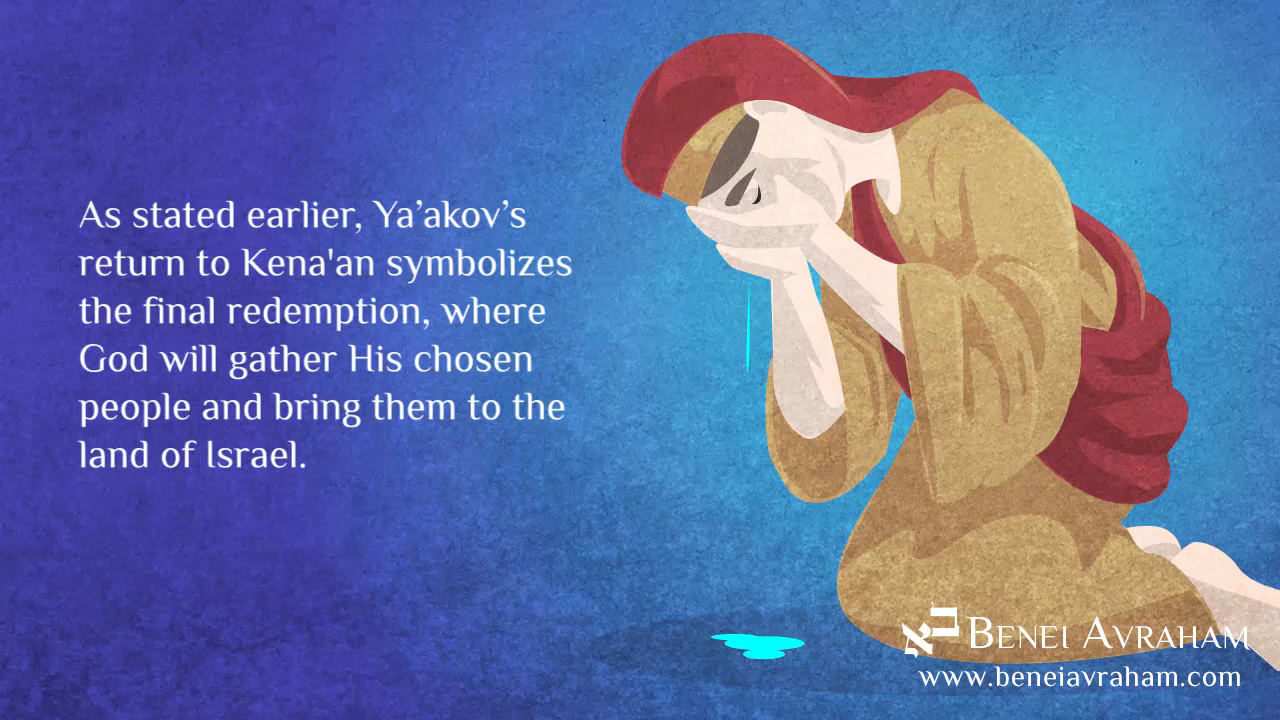 As stated earlier, Ya’akov’s
return to Kena'an symbolizes
the final redemption, where
God will gather His chosen
people and bring them to the
land of Israel.
בא BENEI AVRAHAM
www.beneiavraham.com